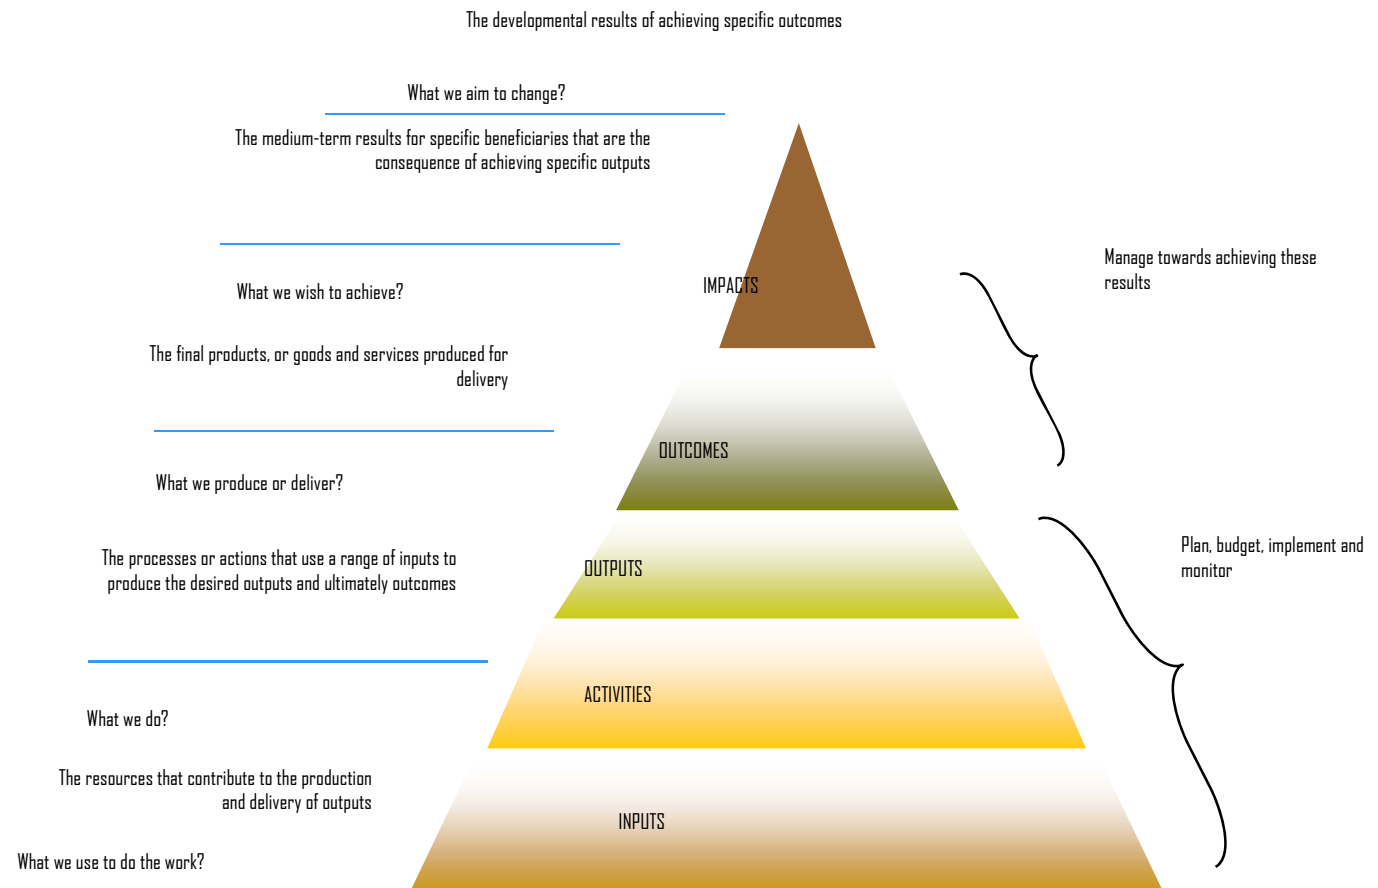 The developmental results of achieving specific outcomes
What we aim to change?
The medium-term results for specific beneficiaries that are the
consequence of achieving specific outputs
Manage towards achieving these
results
IMPACTS
What we wish to achieve?
The final products, or goods and services produced for
delivery
OUTCOMES
What we produce or deliver?
Plan, budget, implement and
monitor
The processes or actions that use a range of inputs to
produce the desired outputs and ultimately outcomes
OUTPUTS
ACTIVITIES
What we do?
The resources that contribute to the production
and delivery of outputs
INPUTS
What we use to do the work?